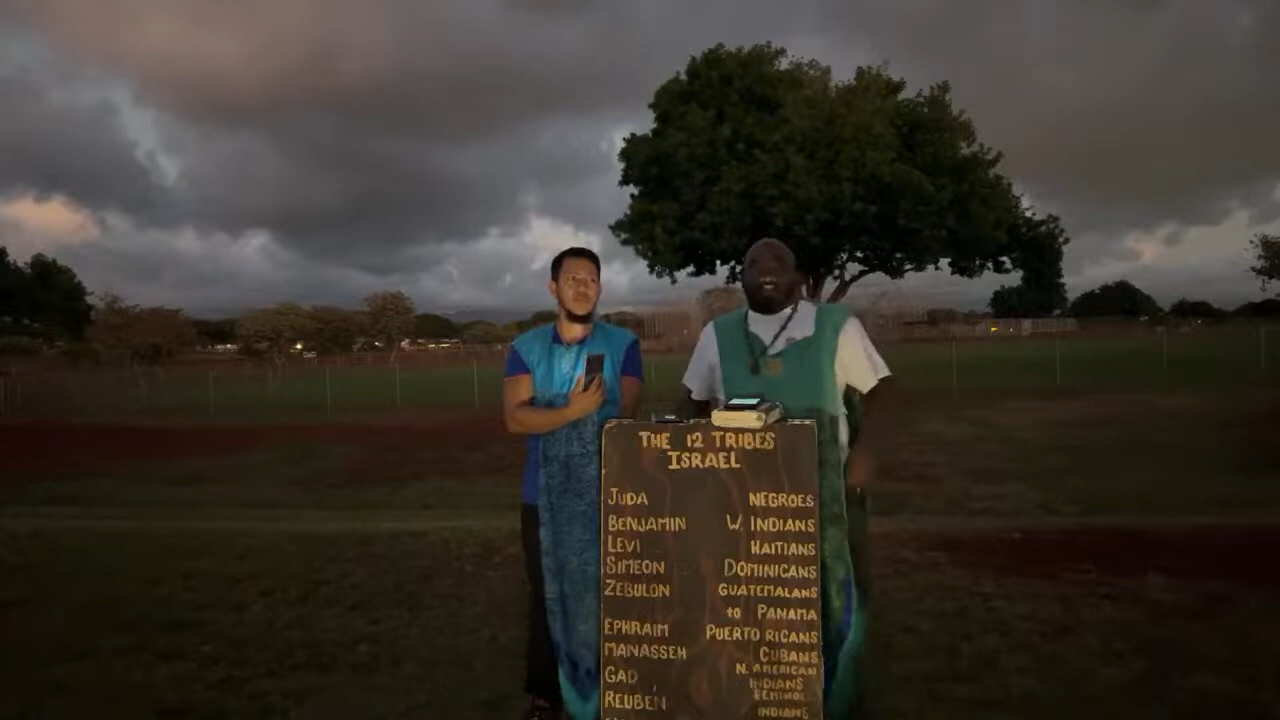 THE 12 TRIBES
ISRAEL
JUDA NEGROES
BENJAMIN W. INDIANS
LEVI HAITIANS
SIMEON DOMINICANS
ZEBULON GUATEMALANS
to PANAMA
EPHRAIM PUERTO RICANS
MANASSEH CUBANS
GAD N. AMERICAN
INDIANS
REUBEN
INDIANS